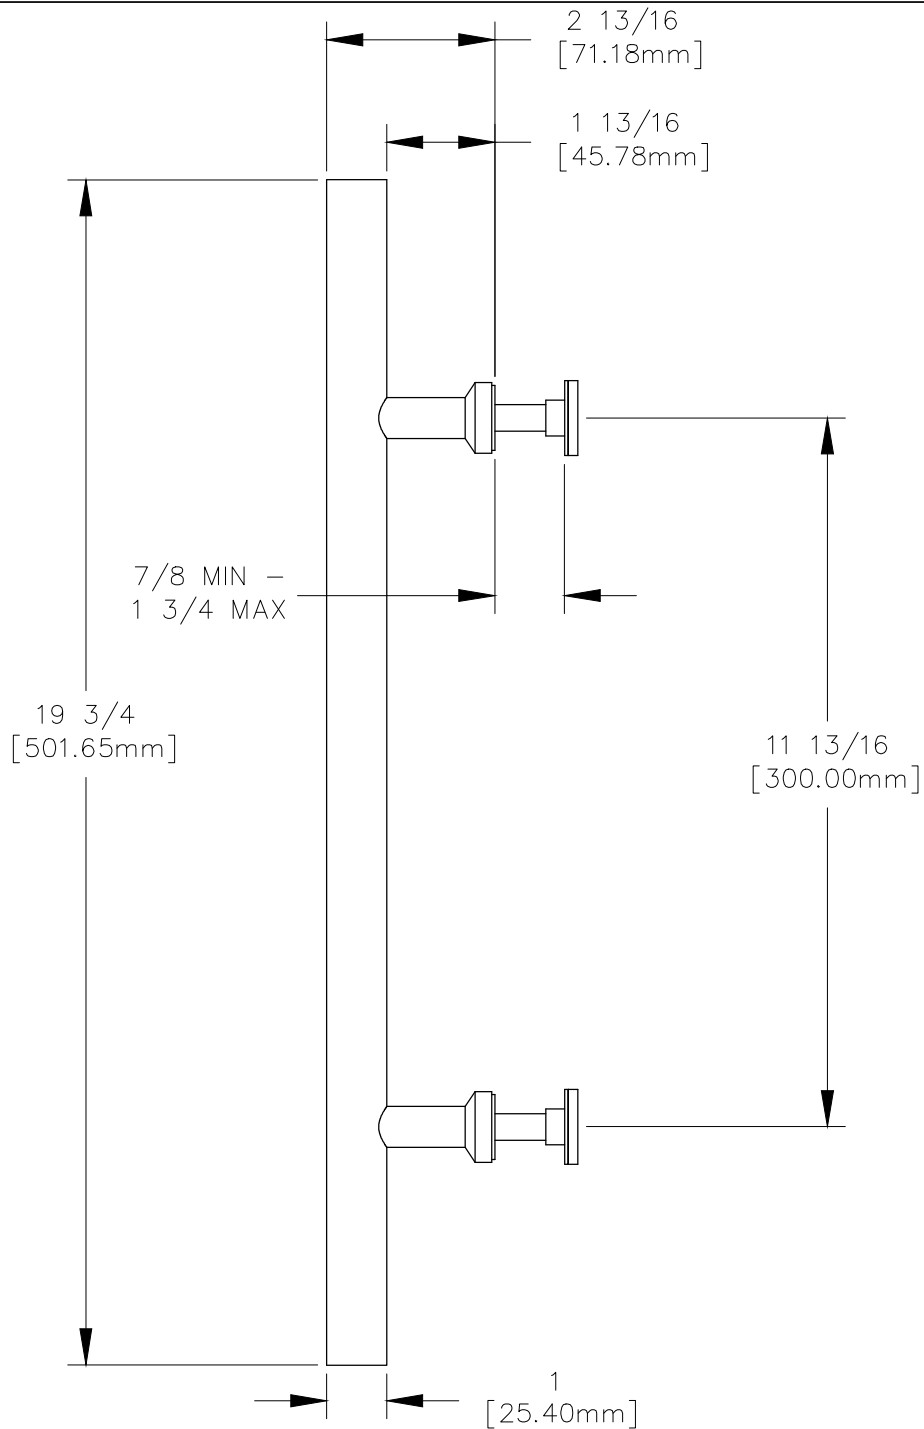 2 13/16
[71.18mm]
1 13/16
[45.78mm]
7/8 MIN –
1 3/4 MAX
19 3/4
[501.65mm]
11 13/16
[300.00mm]
1
[25.40mm]